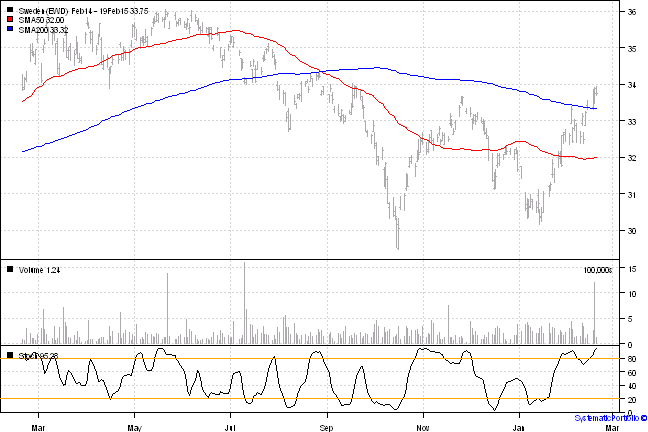 Sweden (EWD) Feb14 - 19Feb15 33.75
SMA50 32.00
SMA200 33.32
36
35
34
33
32
31
30
Volume 1.24
100,000s
15
10
5
0
80
60
40
20
0
Mar May Jul Sep Nov Jan Mar
SystematicPortfolio ©